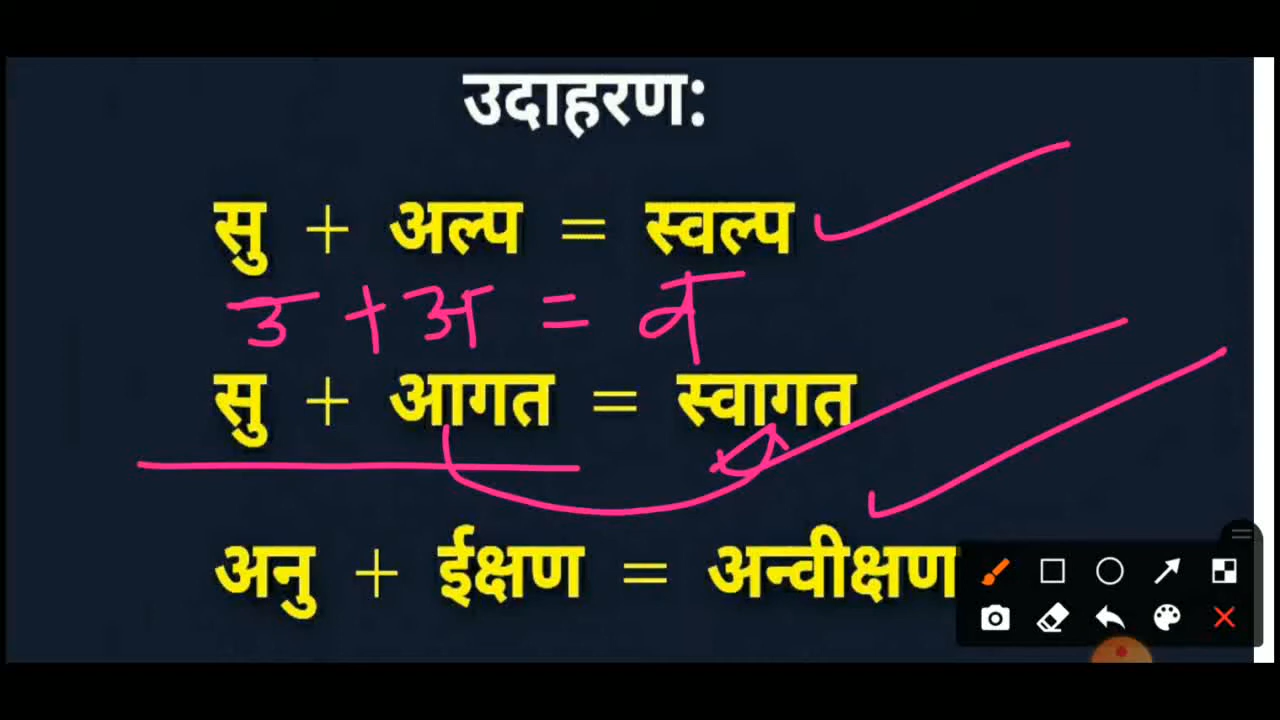 उदाहरण:
सु + अल्प = स्वल्प
उ + अ = व
सु + आगत = स्वागत
अनु + ईक्षण = अन्वीक्षण